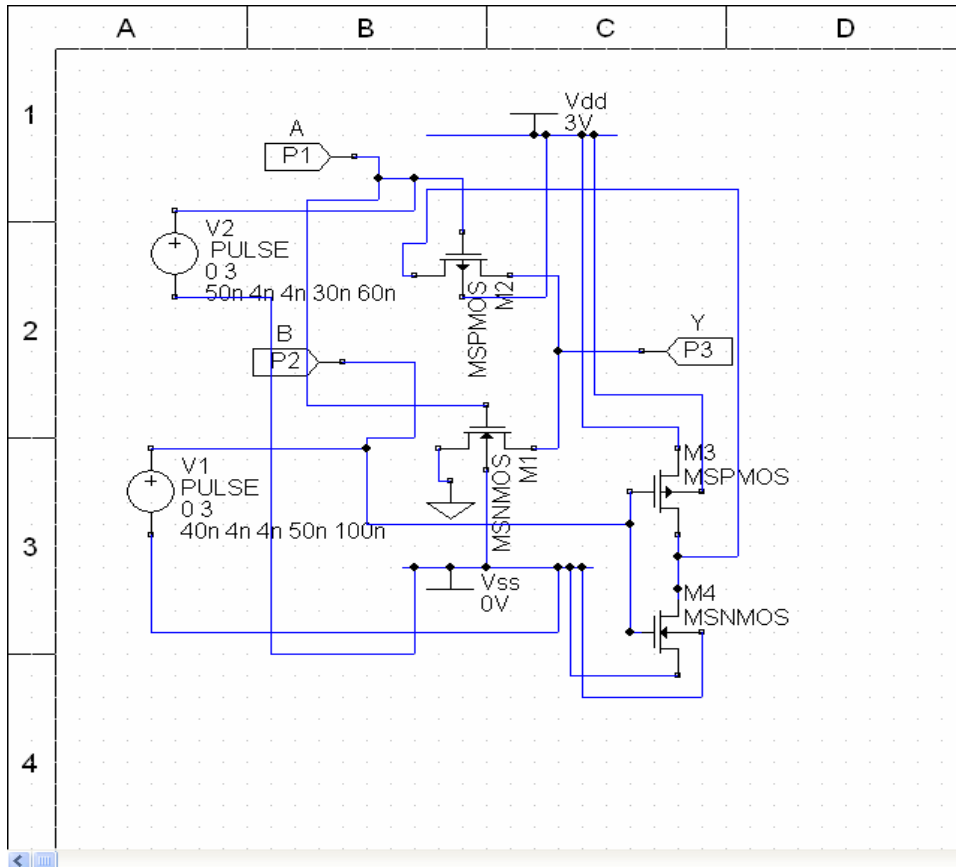 A B C D
1
Vdd
3V
A
P1
V2
PULSE
0 3
50n 4n 4n 30n 60n
MSPMOS
M2
2
B
P2
Y
P3
V1
PULSE
0 3
40n 4n 4n 50n 100n
MSNMOS
M1
M3
MSPMOS
3
Vss
0V
M4
MSNMOS
4